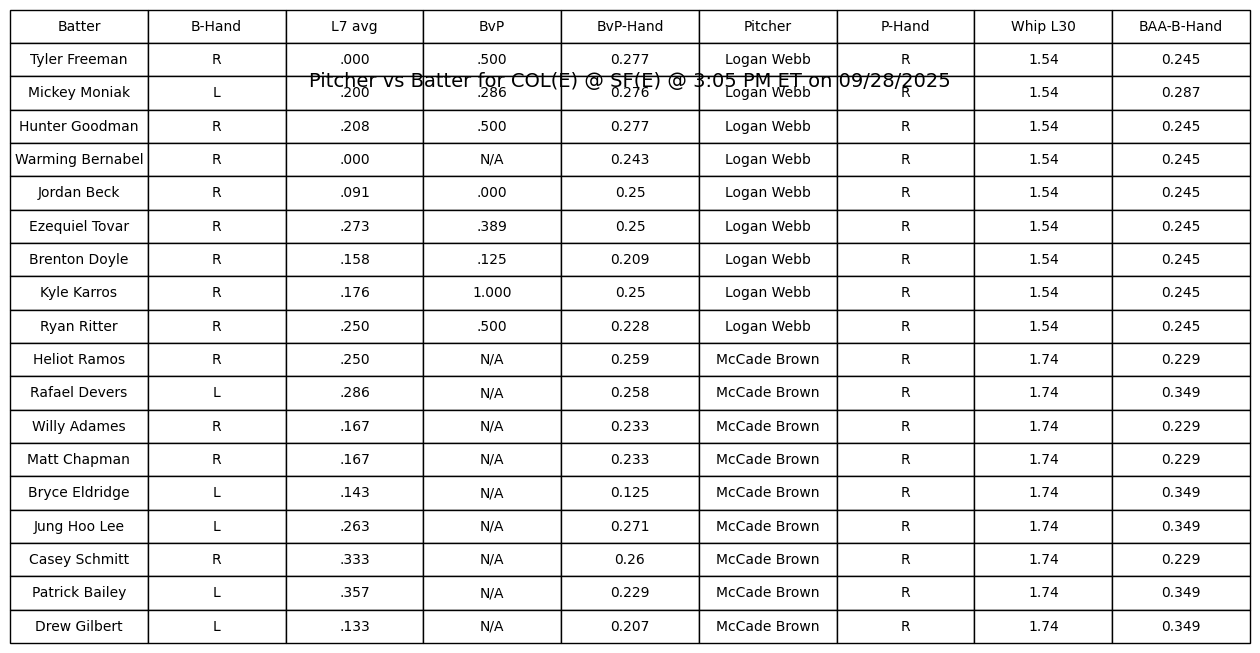 Batter B-Hand L7 avg BvP BvP-Hand Pitcher P-Hand Whip L30 BAA-B-Hand
Tyler Freeman R .000 .500 0.277 Logan Webb R 1.54 0.245
Pitcher vs Batter for COL(E) @ SF(E) @ 3:05 PM ET on 09/28/2025
Mickey Moniak L .200 .286 0.276 Logan Webb R 1.54 0.287
Hunter Goodman R .208 .500 0.277 Logan Webb R 1.54 0.245
Warming Bernabel R .000 N/A 0.243 Logan Webb R 1.54 0.245
Jordan Beck R .091 .000 0.25 Logan Webb R 1.54 0.245
Ezequiel Tovar R .273 .389 0.25 Logan Webb R 1.54 0.245
Brenton Doyle R .158 .125 0.209 Logan Webb R 1.54 0.245
Kyle Karros R .176 1.000 0.25 Logan Webb R 1.54 0.245
Ryan Ritter R .250 .500 0.228 Logan Webb R 1.54 0.245
Heliot Ramos R .250 N/A 0.259 McCade Brown R 1.74 0.229
Rafael Devers L .286 N/A 0.258 McCade Brown R 1.74 0.349
Willy Adames R .167 N/A 0.233 McCade Brown R 1.74 0.229
Matt Chapman R .167 N/A 0.233 McCade Brown R 1.74 0.229
Bryce Eldridge L .143 N/A 0.125 McCade Brown R 1.74 0.349
Jung Hoo Lee L .263 N/A 0.271 McCade Brown R 1.74 0.349
Casey Schmitt R .333 N/A 0.26 McCade Brown R 1.74 0.229
Patrick Bailey L .357 N/A 0.229 McCade Brown R 1.74 0.349
Drew Gilbert L .133 N/A 0.207 McCade Brown R 1.74 0.349